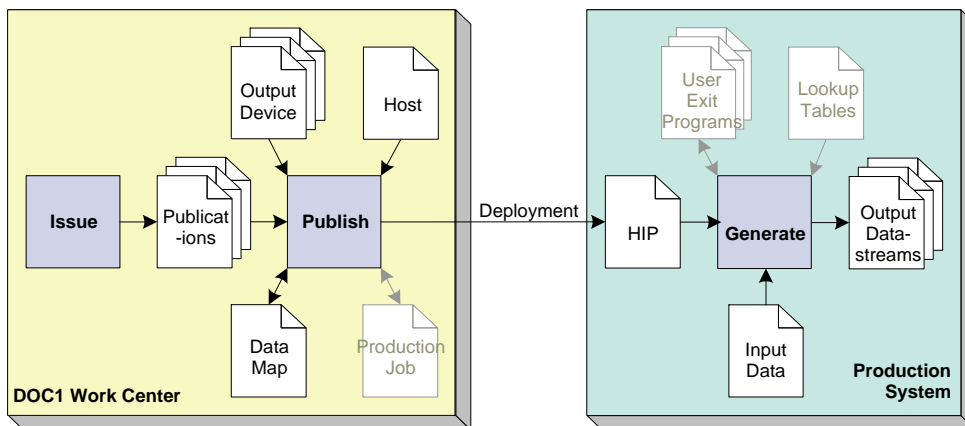 Output
Device
Host
Issue
Publicat
-ions
Publish
Data
Map
Production
Job
DOC1 Work Center
Deployment
User
Exit
Programs
Lookup
Tables
HIP
Generate
Output
Data-
streams
Input
Data
Production
System